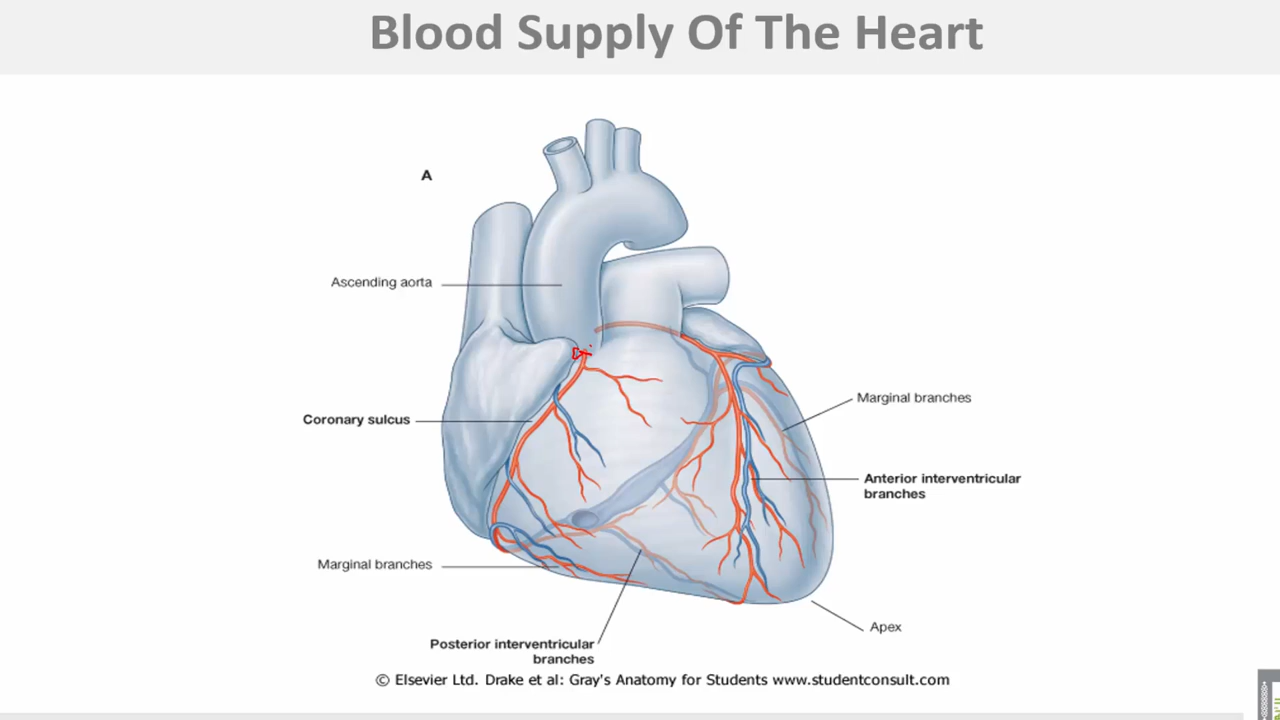 Blood Supply Of The Heart
A
Ascending aorta
Coronary sulcus
Marginal branches
Anterior interventricular
branches
Marginal branches
Apex
Posterior interventricular
branches
© Elsevier Ltd. Drake et al: Gray's Anatomy for Students www.studentconsult.com